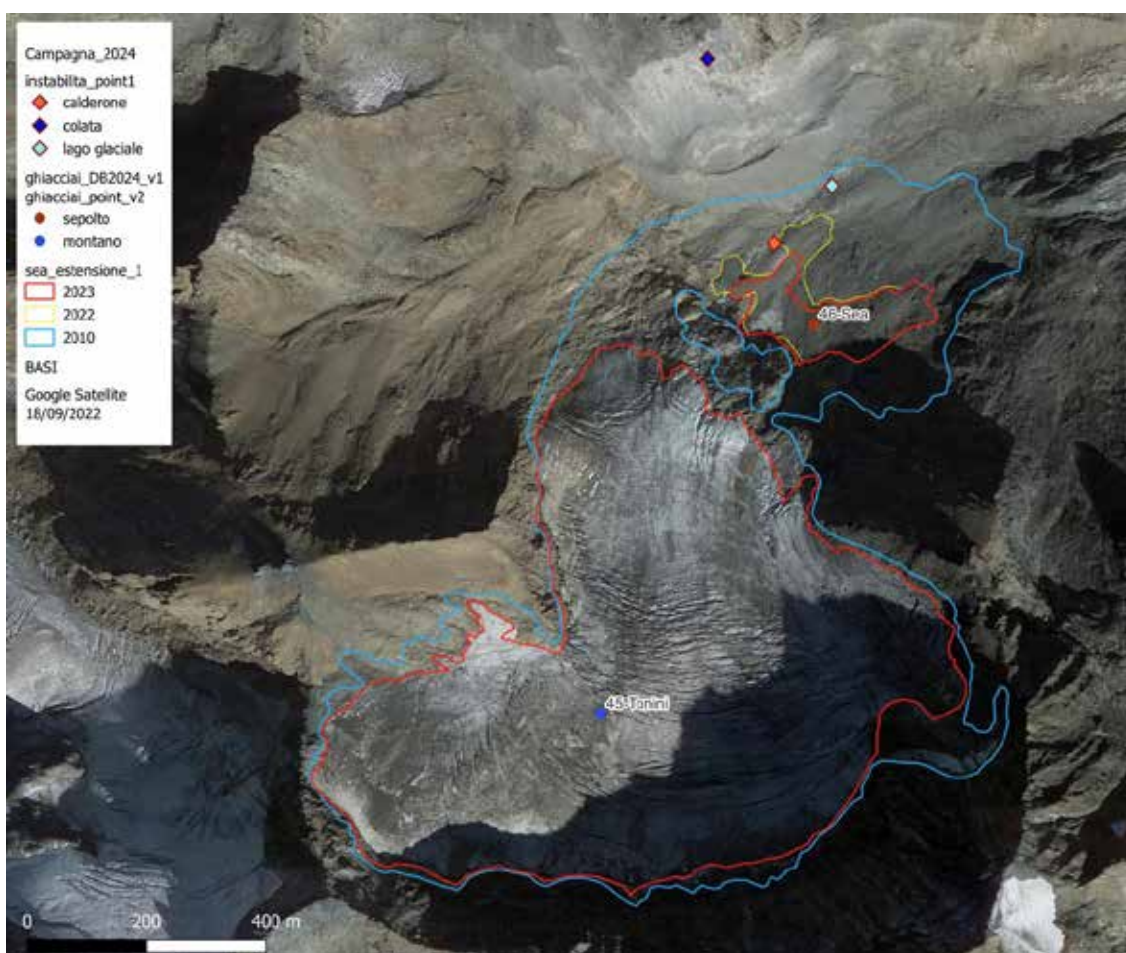 Campagna_2024
instabilita_point1
calderone
colata
lago glaciale
ghiacciai_DB2024_v1
ghiacciai_point_v2
sepolto
montano
sea_estensione_1
2023
2022
2010
BASI
Google Satellite
18/09/2022
46-Sea
45-Tonini
0 200 400 m